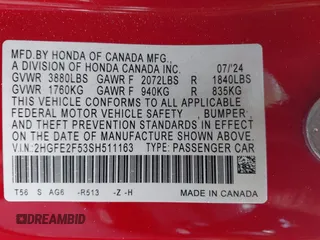 MFD.BY HONDA OF CANADA MFG.,
A DIVISION OF HONDA CANADA INC. 07/'24
GVWR 3880LBS GAWR F 2072LBS R 1840LBS
GVWR 1760KG GAWR F 940KG R 835KG
THIS VEHICLE CONFORMS TO ALL APPLICABLE
FEDERAL MOTOR VEHICLE SAFETY , BUMPER ,
AND THEFT PREVENTION STANDARDS IN EFFECT
ON THE DATE OF MANUFACTURE SHOWN ABOVE.
V.I.N:2HGFE2F53SH511163 TYPE: PASSENGER CAR
T56 S AG6 -R513 -Z -H MADE IN CANADA
DREAMBID